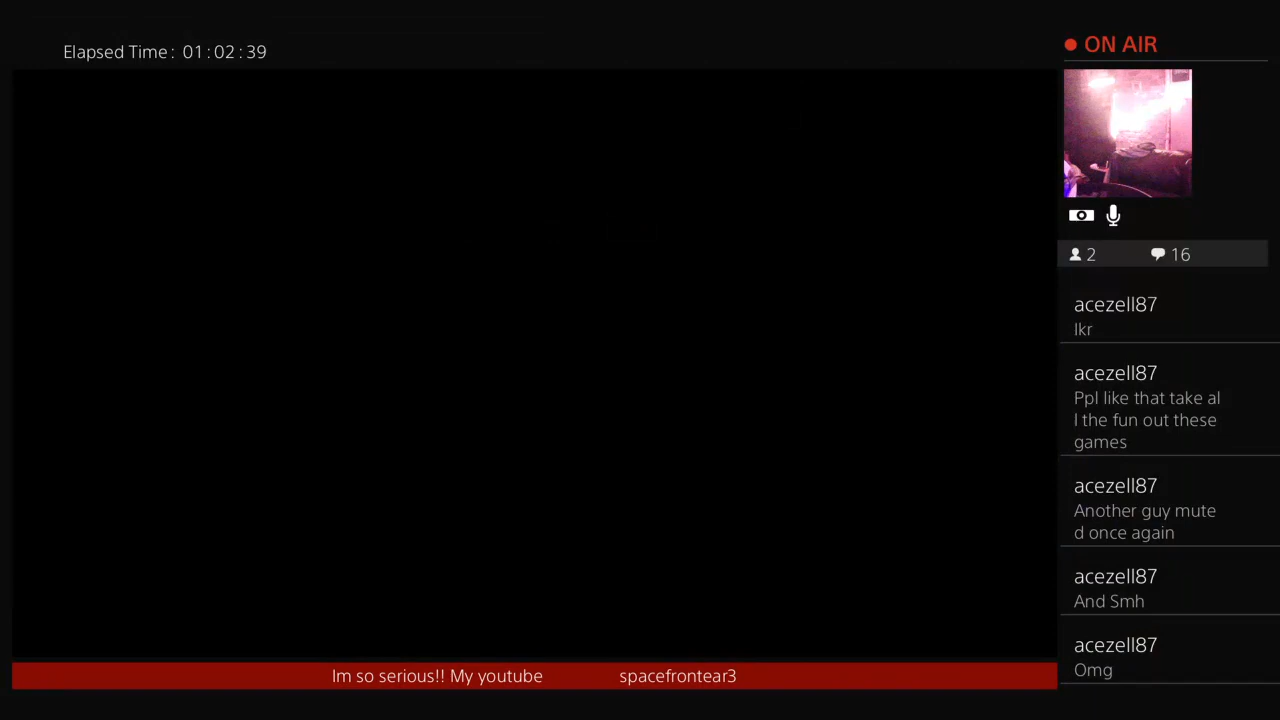 Elapsed Time: 01:02:39
ON AIR
2 16
acezell87
Ikr
acezell87
Ppl like that take al
l the fun out these
games
acezell87
Another guy mute
d once again
acezell87
And Smh
acezell87
Omg
Im so serious!! My youtube spacefrontear3